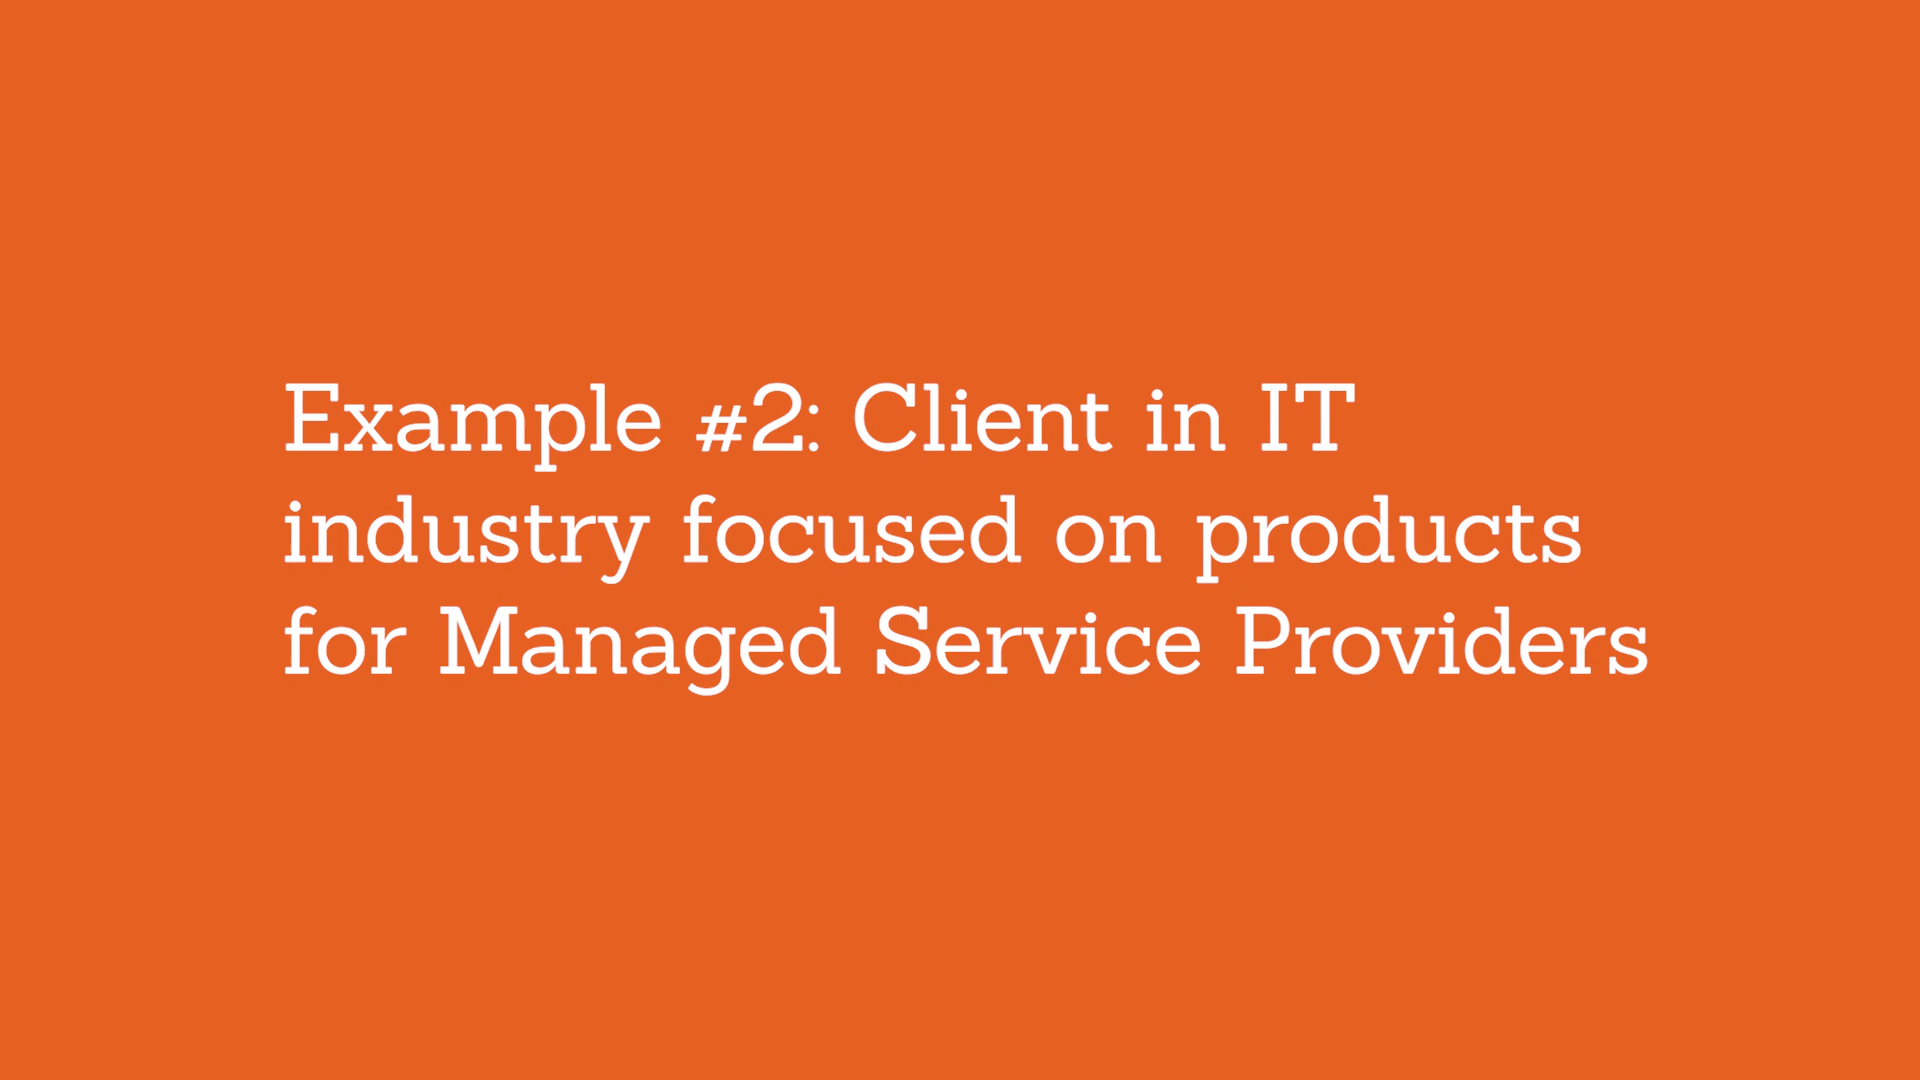 Example #2: Client in IT
industry focused on products
for Managed Service Providers